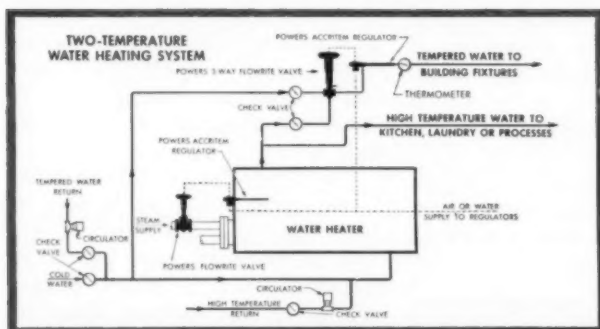 TWO-TEMPERATURE
WATER HEATING SYSTEM
POWERS ACCRITEM REGULATOR
POWERS 3-WAY FLOWRITE VALVE
TEMPERED WATER TO
BUILDING FIXTURES
THERMOMETER
CHECK VALVE
HIGH TEMPERATURE WATER TO
KITCHEN, LAUNDRY OR PROCESSES
POWERS ACCRITEM
REGULATOR
TEMPERED WATER
RETURN
STEAM
SUPPLY
AIR OR WATER
SUPPLY TO REGULATORS
CIRCULATOR
WATER HEATER
CHECK
VALVE
POWERS FLOWRITE VALVE
COLD
WATER
CIRCULATOR
HIGH TEMPERATURE
RETURN
CHECK VALVE